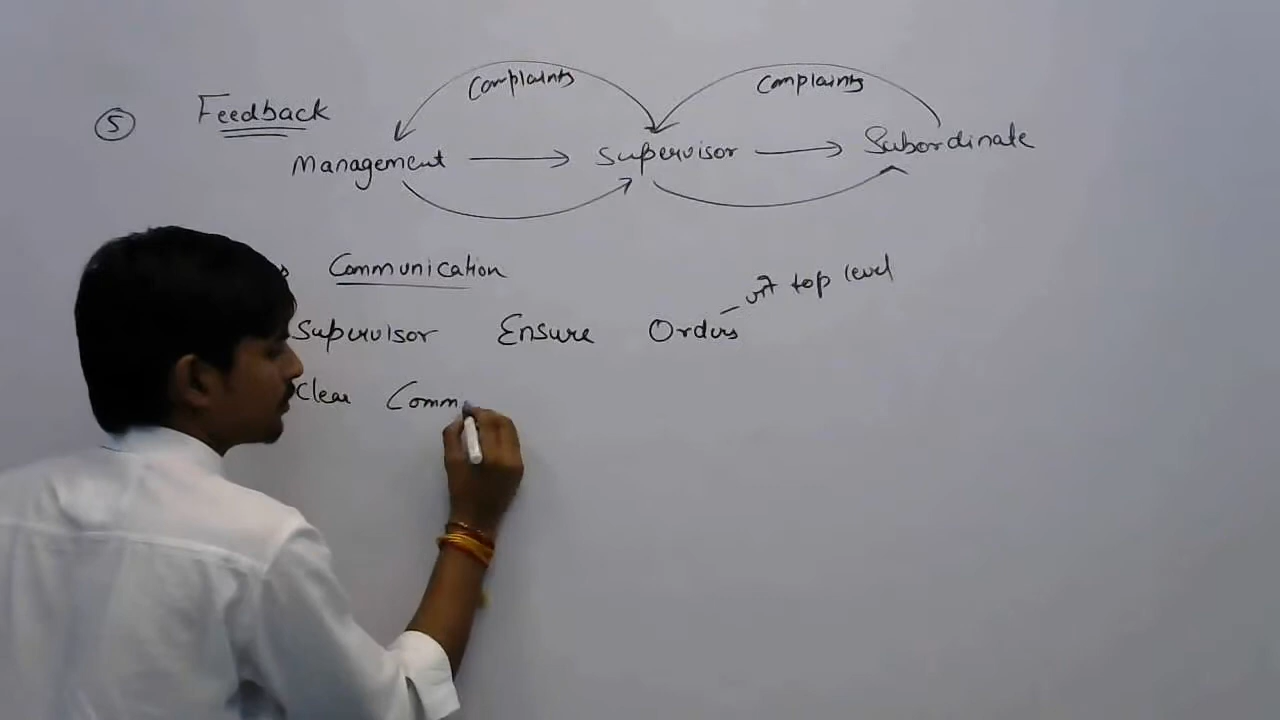 Complaints Complaints
⑤ Feedback
Management → Supervisor → Subordinate
Communication
top level
Supervisor Ensure Orders
Clear Comm